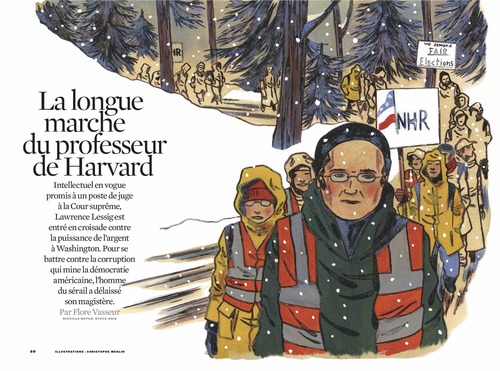 La longue
marche
du professeur
de Harvard
Intellectuel en vogue
promis à un poste de juge
à la Cour suprême,
Lawrence Lessig est
entré en croisade contre
la puissance de l'argent
à Washington. Pour se
battre contre la corruption
qui mine la démocratie
américaine, l'homme
du sérail a délaissé
son magistère.
Par Flore Vasseur
ILLUSTRATIONS : CHRISTOPHE MERLIN
HR
FAIR
Elections
NHR